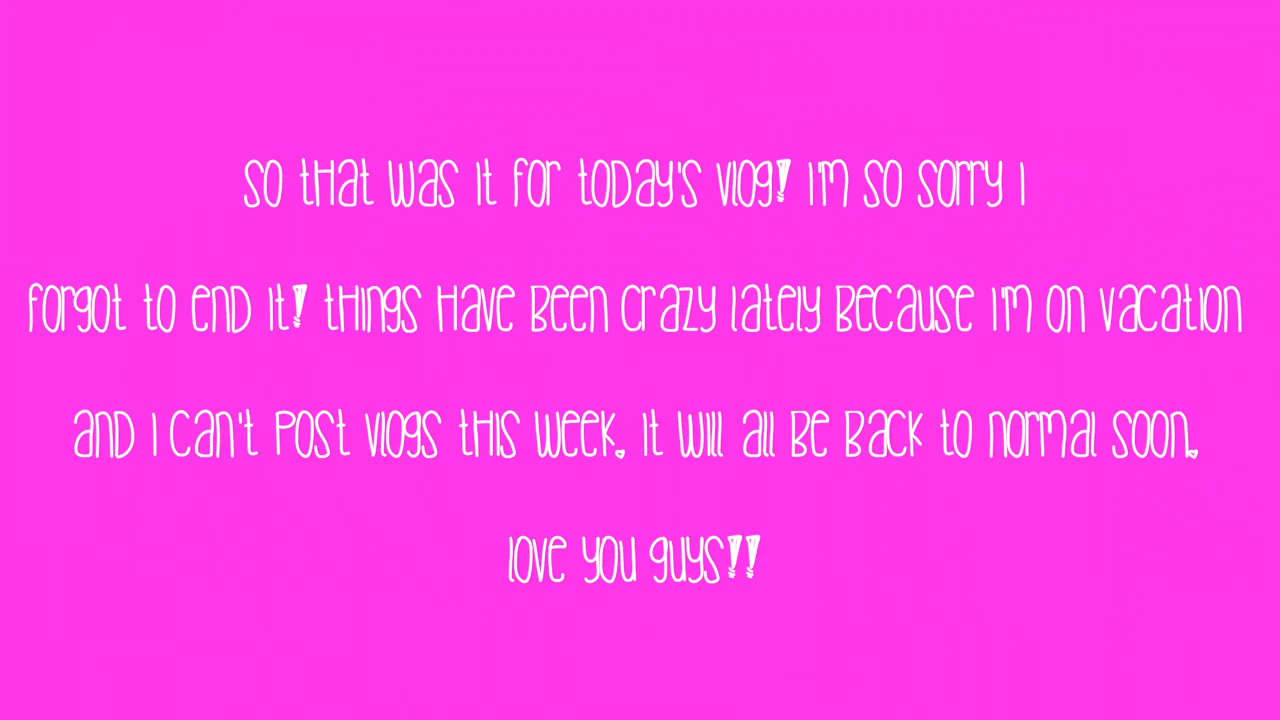 so that was it for today's vlog! I'm so sorry I
forgot to end it! things have been crazy lately because I'm on vacation
and I can't post vlogs this week. it will all be back to normal soon.
love you guys!!